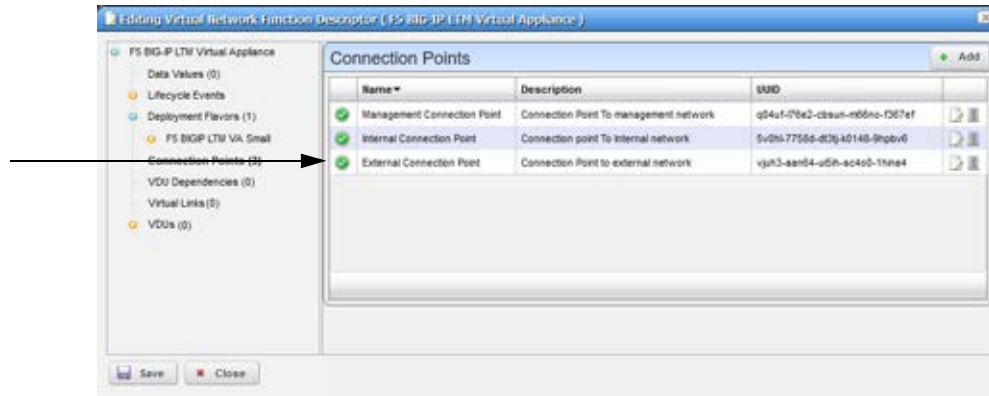 Editing Virtual Network Function Descriptor ( F5 BIG-IP LTM Virtual Appliance )
F5 BIG-IP LTM Virtual Appliance
Data Values (0)
Lifecycle Events
Deployment Flavors (1)
F5 BIGIP LTM VA Small
Connection Points (3)
VDU Dependencies (0)
Virtual Links (0)
VDUs (0)
Connection Points
Add
Name Description UUID
Management Connection Point Connection Point To management network
Internal Connection Point Connection point To Internal network
External Connection Point Connection Point to external network
Save Close